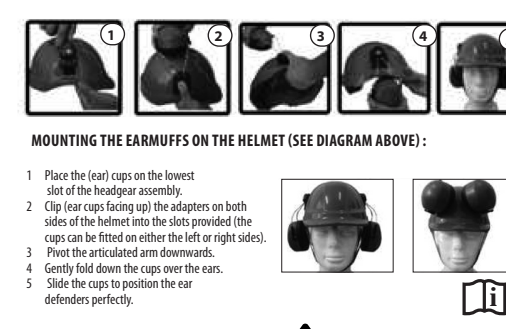 1
2
3
4
MOUNTING THE EARMUFFS ON THE HELMET (SEE DIAGRAM ABOVE) :
1 Place the (ear) cups on the lowest
slot of the headgear assembly.
2 Clip (ear cups facing up) the adapters on both
sides of the helmet into the slots provided (the
cups can be fitted on either the left or right sides).
3 Pivot the articulated arm downwards.
4 Gently fold down the cups over the ears.
5 Slide the cups to position the ear
defenders perfectly.
i